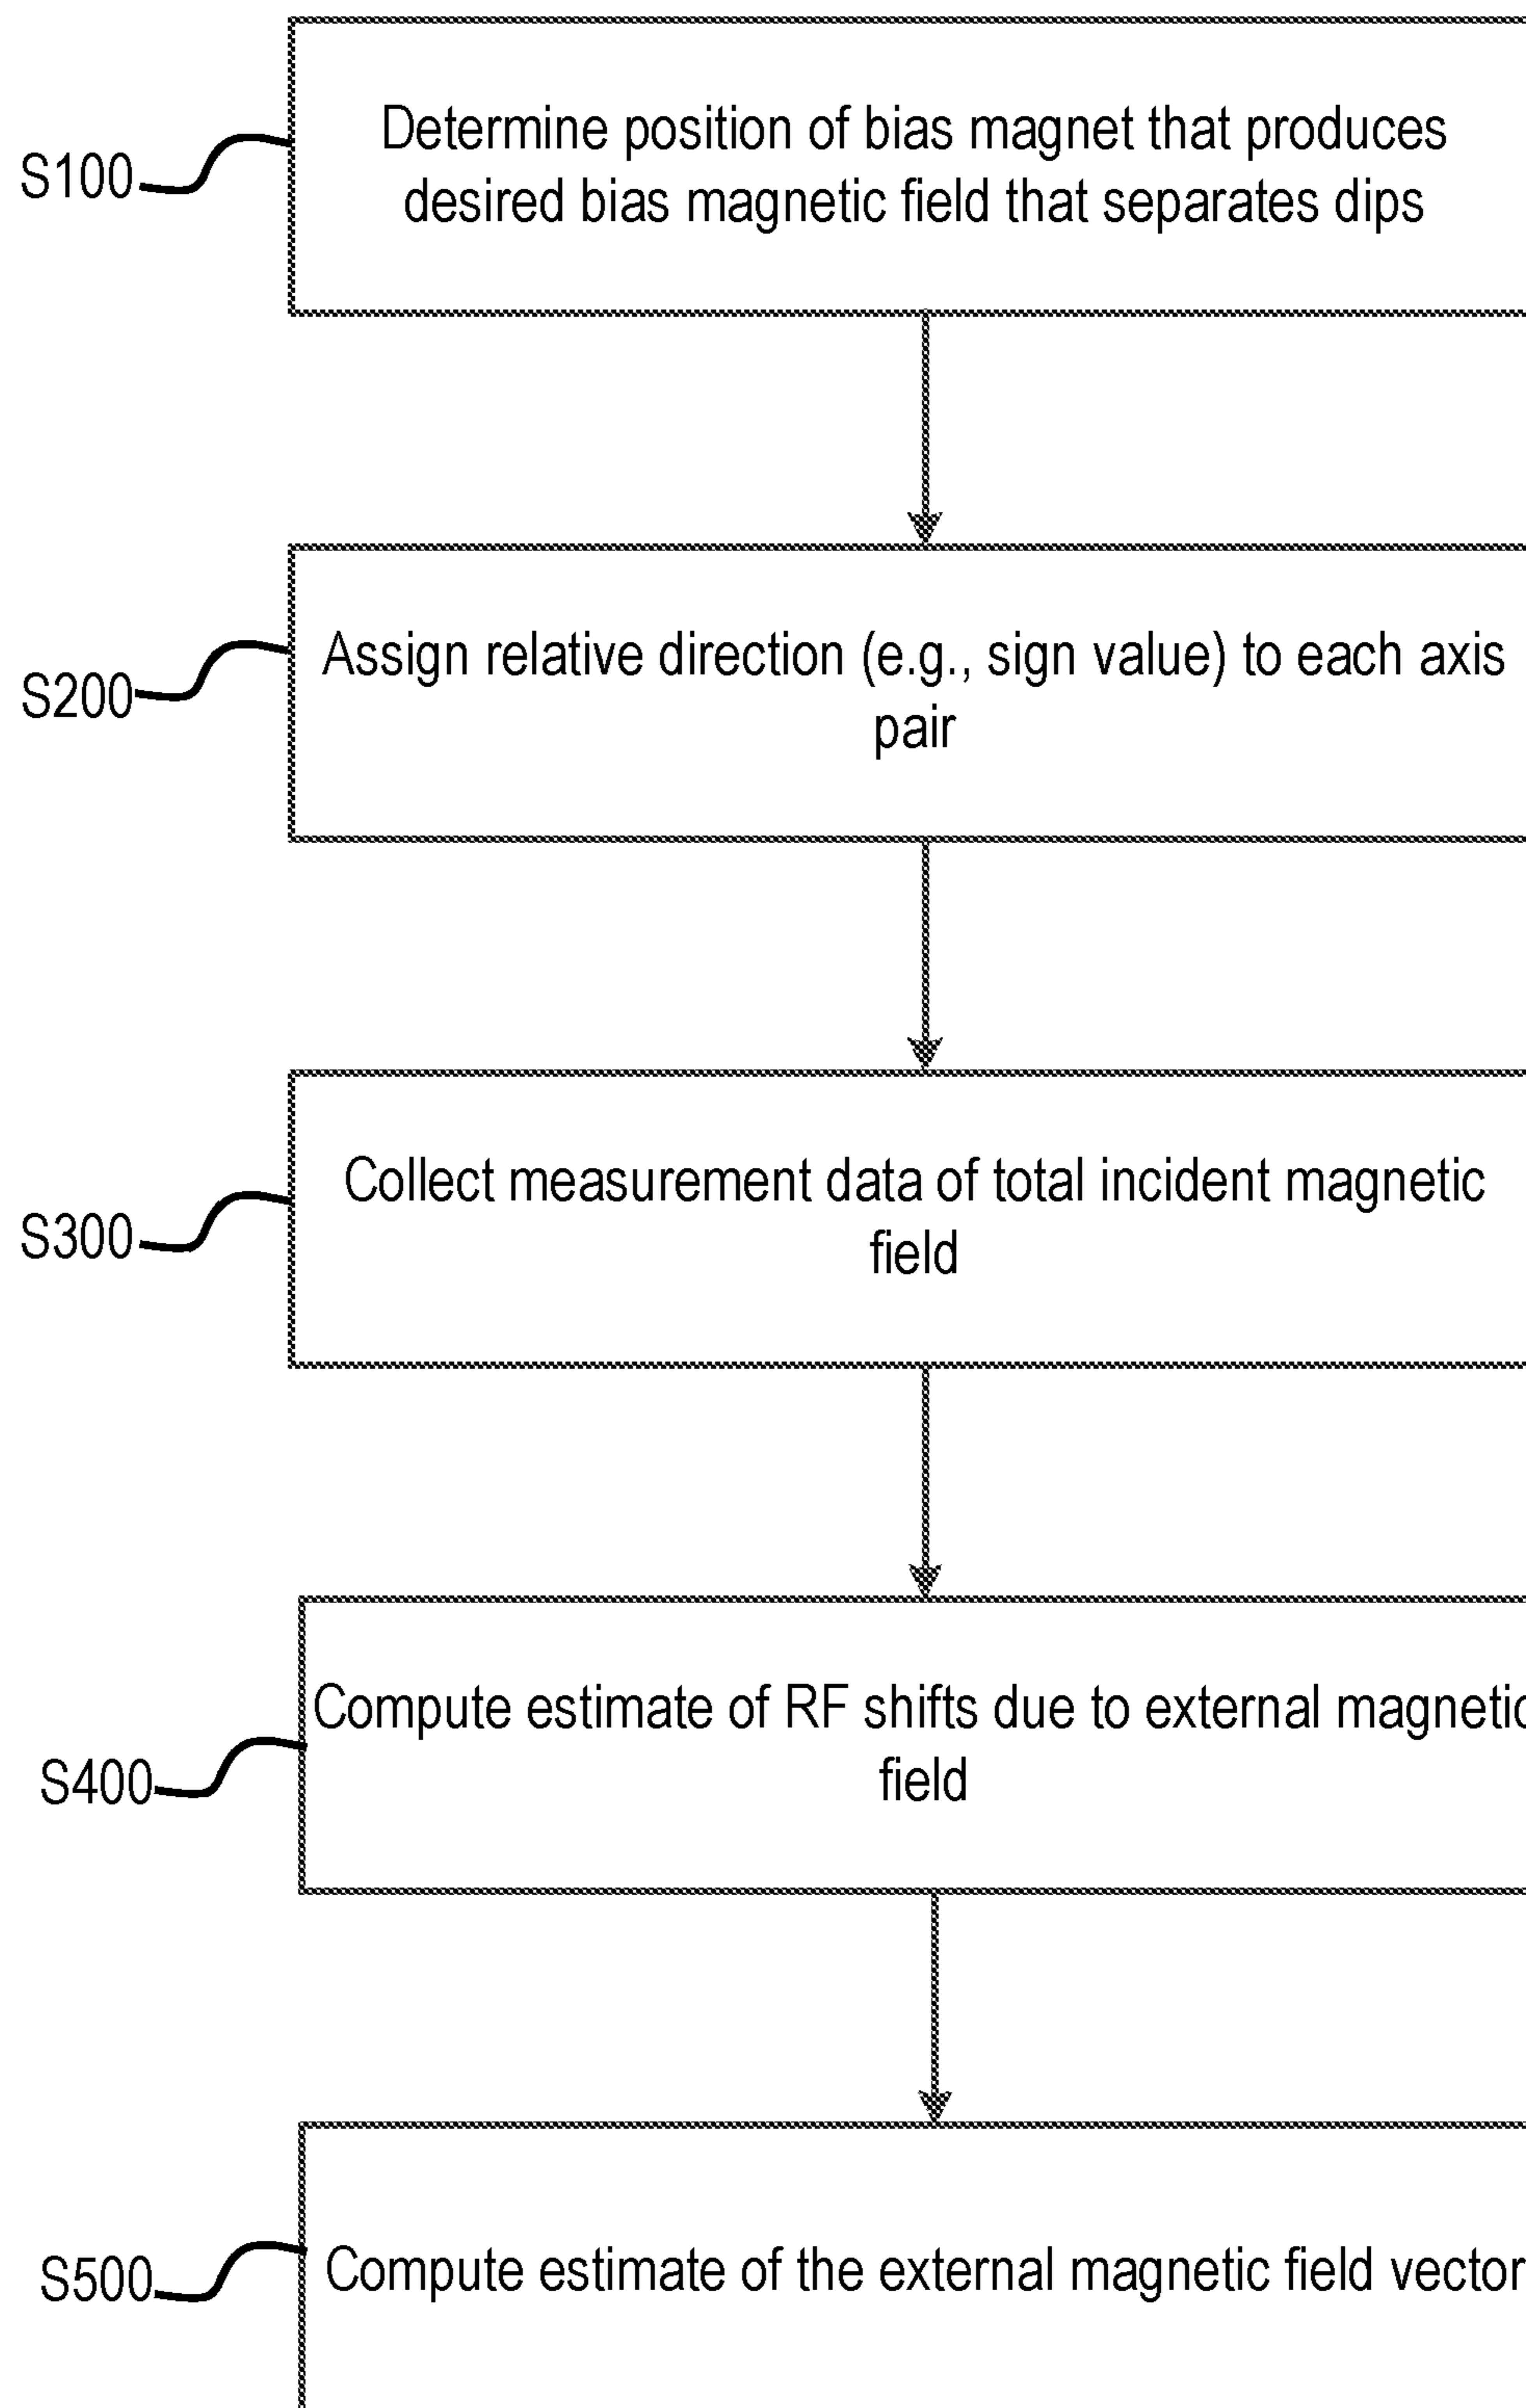 S100
Determine position of bias magnet that produces
desired bias magnetic field that separates dips
S200
Assign relative direction (e.g., sign value) to each axis
pair
S300
Collect measurement data of total incident magnetic
field
S400
Compute estimate of RF shifts due to external magnetic
field
S500
Compute estimate of the external magnetic field vector